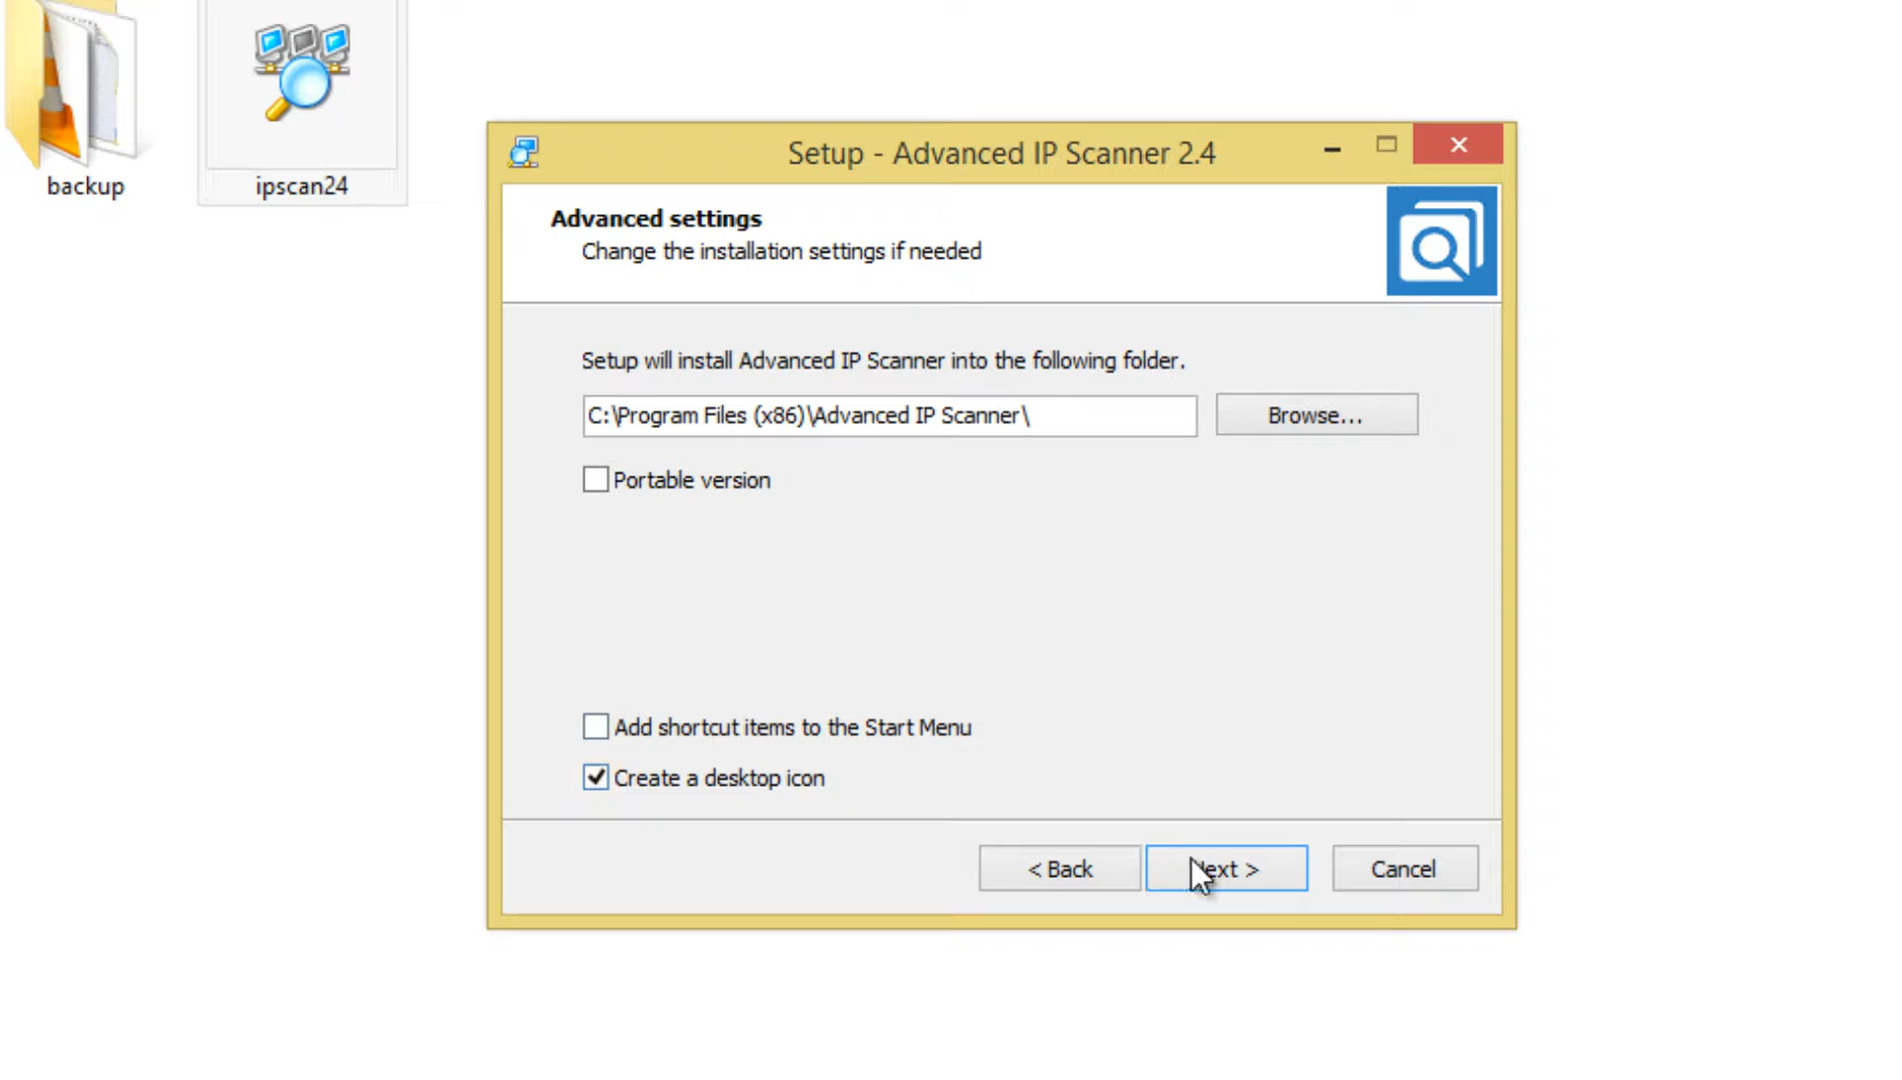 backup
ipscan24
Setup - Advanced IP Scanner 2.4
Advanced settings
Change the installation settings if needed
Setup will install Advanced IP Scanner into the following folder.
C:\Program Files (x86)\Advanced IP Scanner\
Browse...
Portable version
Add shortcut items to the Start Menu
Create a desktop icon
< Back
Next >
Cancel